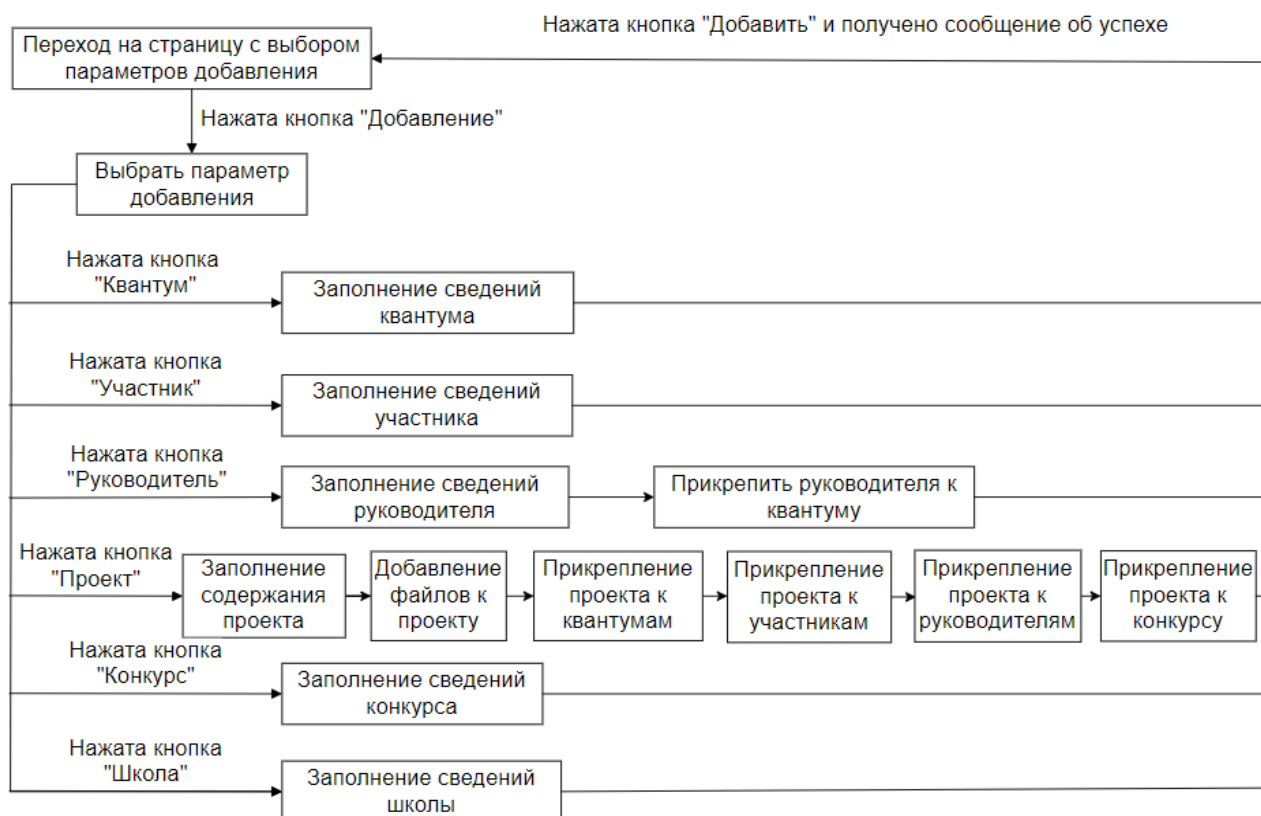 Нажата кнопка "Добавить" и получено сообщение об успехе
Переход на страницу с выбором
параметров добавления
Нажата кнопка "Добавление"
Выбрать параметр
добавления
Нажата кнопка
"Квантум"
Заполнение сведений
квантума
Нажата кнопка
"Участник"
Заполнение сведений
участника
Нажата кнопка
"Руководитель"
Заполнение сведений
руководителя
Прикрепить руководителя к
квантуму
Нажата кнопка
"Проект"
Заполнение
содержания
проекта
Добавление
файлов к
проекту
Прикрепление
проекта к
квантумам
Прикрепление
проекта к
участникам
Прикрепление
проекта к
руководителям
Прикрепление
проекта к
конкурсу
Нажата кнопка
"Конкурс"
Заполнение сведений
конкурса
Нажата кнопка
"Школа"
Заполнение сведений
школы